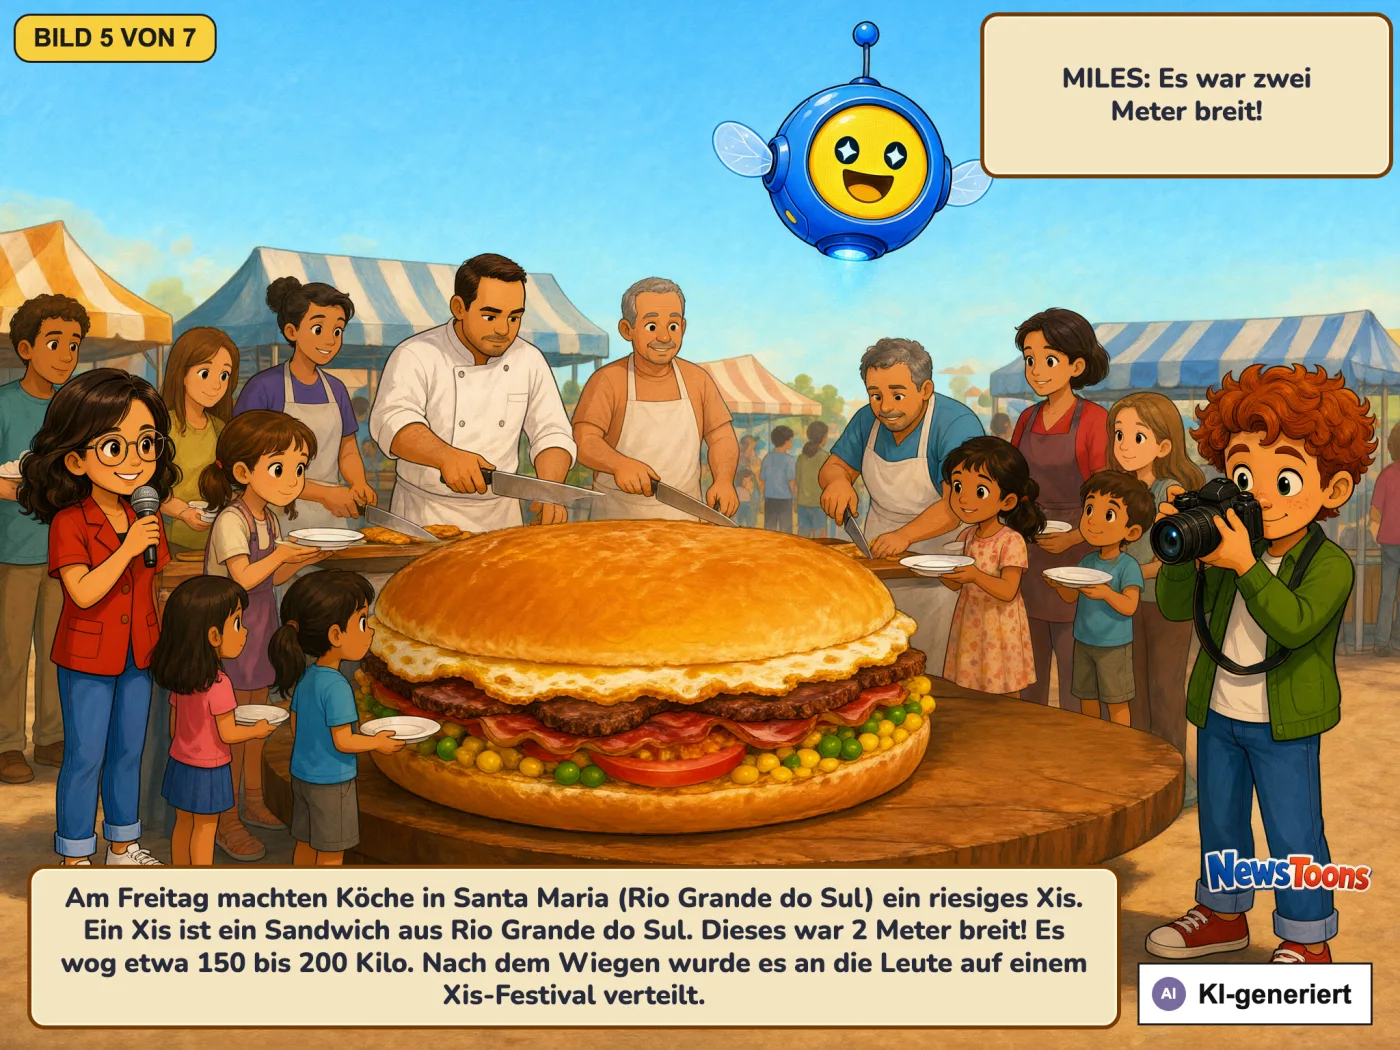 BILD 5 VON 7
MILES: Es war zwei
Meter breit!
Am Freitag machten Köche in Santa Maria (Rio Grande do Sul) ein riesiges Xis.
Ein Xis ist ein Sandwich aus Rio Grande do Sul. Dieses war 2 Meter breit! Es
wog etwa 150 bis 200 Kilo. Nach dem Wiegen wurde es an die Leute auf einem
Xis-Festival verteilt.
NewsToons
AI KI-generiert